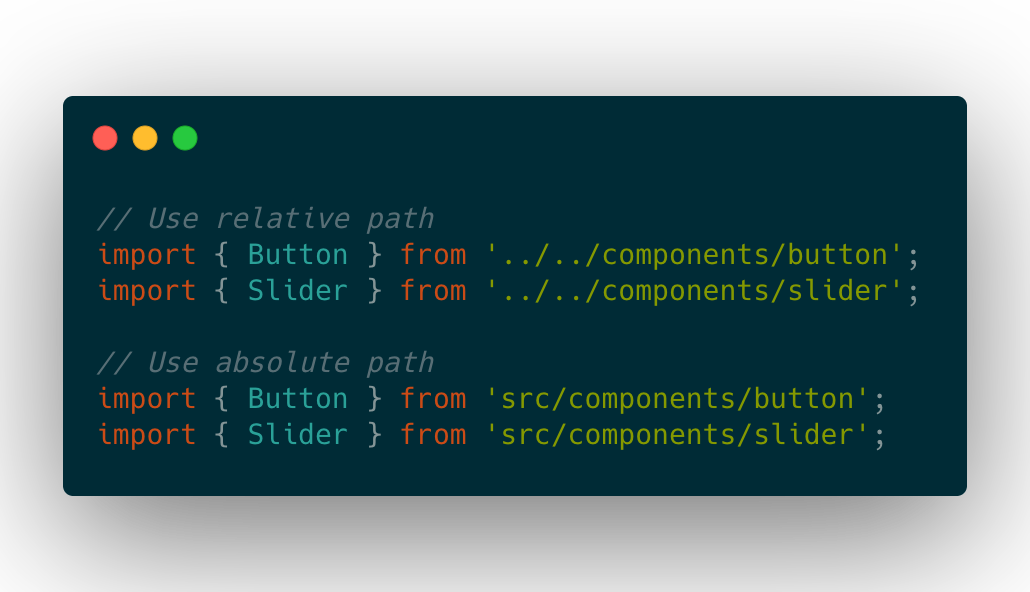 // Use relative path
import { Button } from '../../components/button';
import { Slider } from '../../components/slider';
// Use absolute path
import { Button } from 'src/components/button';
import { Slider } from 'src/components/slider';